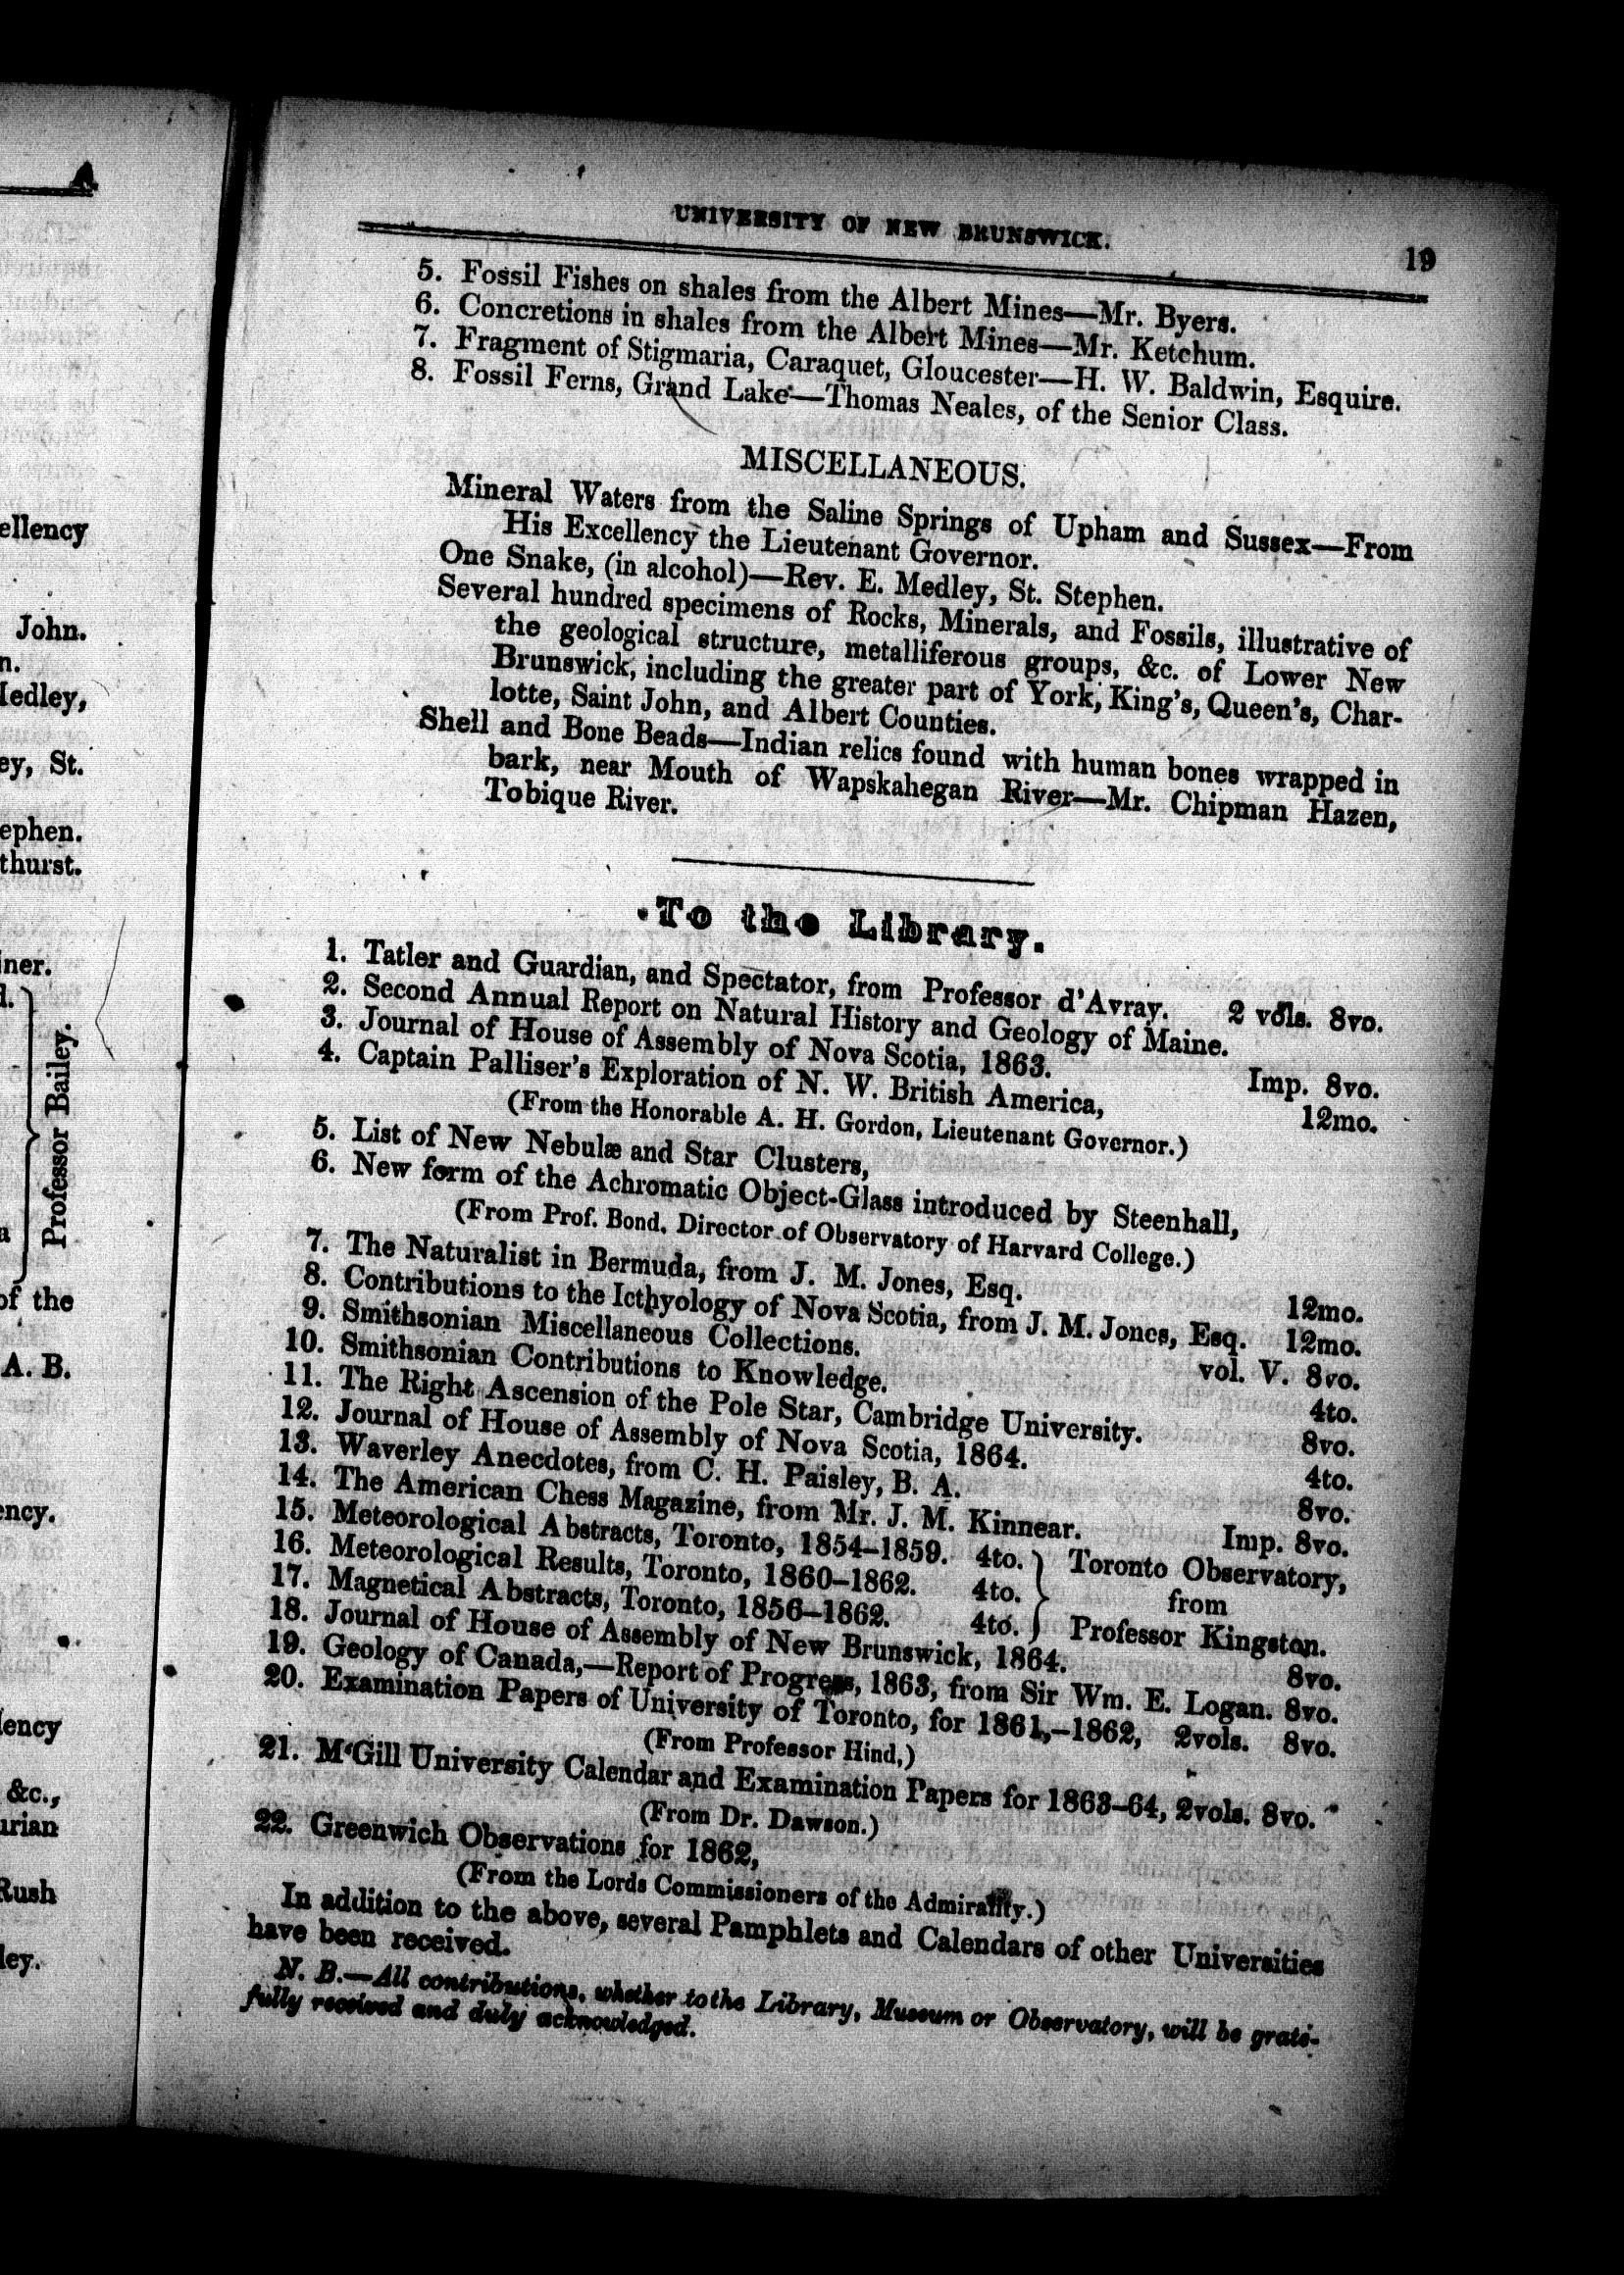 UNIVERSITY OF NEW BRUNSWICK. 19
5. Fossil Fishes on shales from the Albert Mines—Mr. Byers.
6. Concretions in shales from the Albert Mines—Mr. Ketchum.
7. Fragment of Stigmaria, Caraquet, Gloucester—H. W. Baldwin, Esquire.
8. Fossil Ferns, Grand Lake—Thomas Neales, of the Senior Class.
MISCELLANEOUS.
Mineral Waters from the Saline Springs of Upham and Sussex—From
His Excellency the Lieutenant Governor.
One Snake, (in alcohol)—Rev. E. Medley, St. Stephen.
Several hundred specimens of Rocks, Minerals, and Fossils, illustrative of
the geological structure, metalliferous groups, &c. of Lower New
Brunswick, including the greater part of York, King's, Queen's, Char-
lotte, Saint John, and Albert Counties.
Shell and Bone Beads—Indian relics found with human bones wrapped in
bark, near Mouth of Wapskahegan River—Mr. Chipman Hazen,
Tobique River.
To the Library.
1. Tatler and Guardian, and Spectator, from Professor d'Avray. 2 vols. 8vo.
2. Second Annual Report on Natural History and Geology of Maine.
3. Journal of House of Assembly of Nova Scotia, 1863. Imp. 8vo.
4. Captain Palliser's Exploration of N. W. British America, 12mo.
(From the Honorable A. H. Gordon, Lieutenant Governor.)
5. List of New Nebulæ and Star Clusters,
6. New form of the Achromatic Object-Glass introduced by Steenhall,
(From Prof. Bond, Director of Observatory of Harvard College.)
7. The Naturalist in Bermuda, from J. M. Jones, Esq. 12mo.
8. Contributions to the Icthyology of Nova Scotia, from J. M. Jones, Esq. 12mo.
9. Smithsonian Miscellaneous Collections. vol. V. 8vo.
10. Smithsonian Contributions to Knowledge. 4to.
11. The Right Ascension of the Pole Star, Cambridge University. 8vo.
12. Journal of House of Assembly of Nova Scotia, 1864. 4to.
13. Waverley Anecdotes, from C. H. Paisley, B. A. 8vo.
14. The American Chess Magazine, from Mr. J. M. Kinnear. Imp. 8vo.
15. Meteorological Abstracts, Toronto, 1854–1859. 4to. Toronto Observatory,
16. Meteorological Results, Toronto, 1860–1862. 4to. from
17. Magnetical Abstracts, Toronto, 1856–1862. 4to. Professor Kingston.
18. Journal of House of Assembly of New Brunswick, 1864. 8vo.
19. Geology of Canada,—Report of Progress, 1863, from Sir Wm. E. Logan. 8vo.
20. Examination Papers of University of Toronto, for 1861,–1862, 2vols. 8vo.
(From Professor Hind,)
21. M'Gill University Calendar and Examination Papers for 1863–64, 2vols. 8vo.
(From Dr. Dawson.)
22. Greenwich Observations for 1862,
(From the Lords Commissioners of the Admirality.)
In addition to the above, several Pamphlets and Calendars of other Universities
have been received.
N. B.—All contributions, whether to the Library, Museum or Observatory, will be grate-
fully received and duly acknowledged.
ellency
John.
n.
Medley,
ey, St.
ephen.
thurst.
iner.
Professor Bailey.
a
of the
A. B.
ency.
lency
&c.,
urian
Rush
ley.